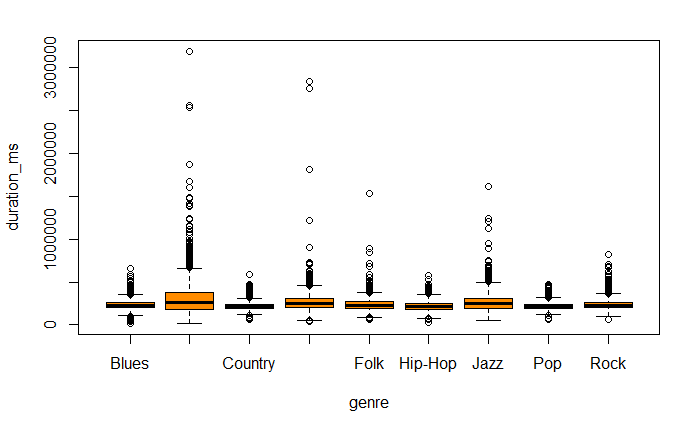 3000000
2000000
1000000
0
duration_ms
Blues Country Folk Hip-Hop Jazz Pop Rock
genre